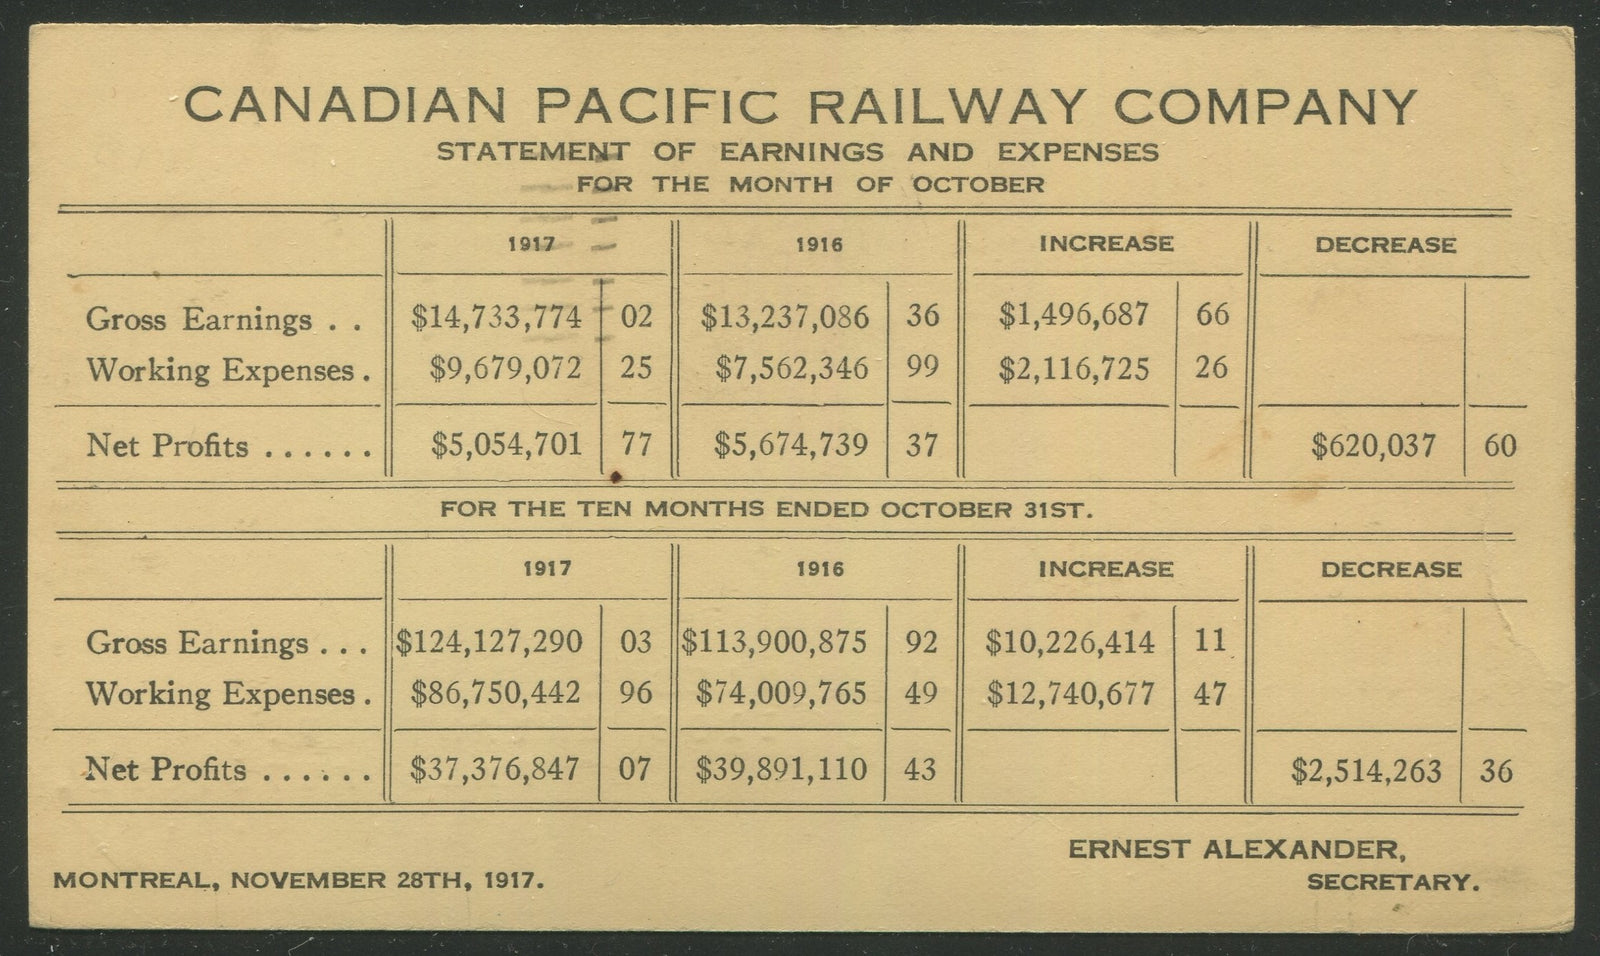 CANADIAN PACIFIC RAILWAY COMPANY
STATEMENT OF EARNINGS AND EXPENSES
FOR THE MONTH OF OCTOBER
1917 1916 INCREASE DECREASE
Gross Earnings . . $14,733,774 02 $13,237,086 36 $1,496,687 66
Working Expenses . $9,679,072 25 $7,562,346 99 $2,116,725 26
Net Profits . . . . . . $5,054,701 77 $5,674,739 37 $620,037 60
FOR THE TEN MONTHS ENDED OCTOBER 31ST.
1917 1916 INCREASE DECREASE
Gross Earnings . . . $124,127,290 03 $113,900,875 92 $10,226,414 11
Working Expenses . $86,750,442 96 $74,009,765 49 $12,740,677 47
Net Profits . . . . . . $37,376,847 07 $39,891,110 43 $2,514,263 36
ERNEST ALEXANDER,
MONTREAL, NOVEMBER 28TH, 1917. SECRETARY.